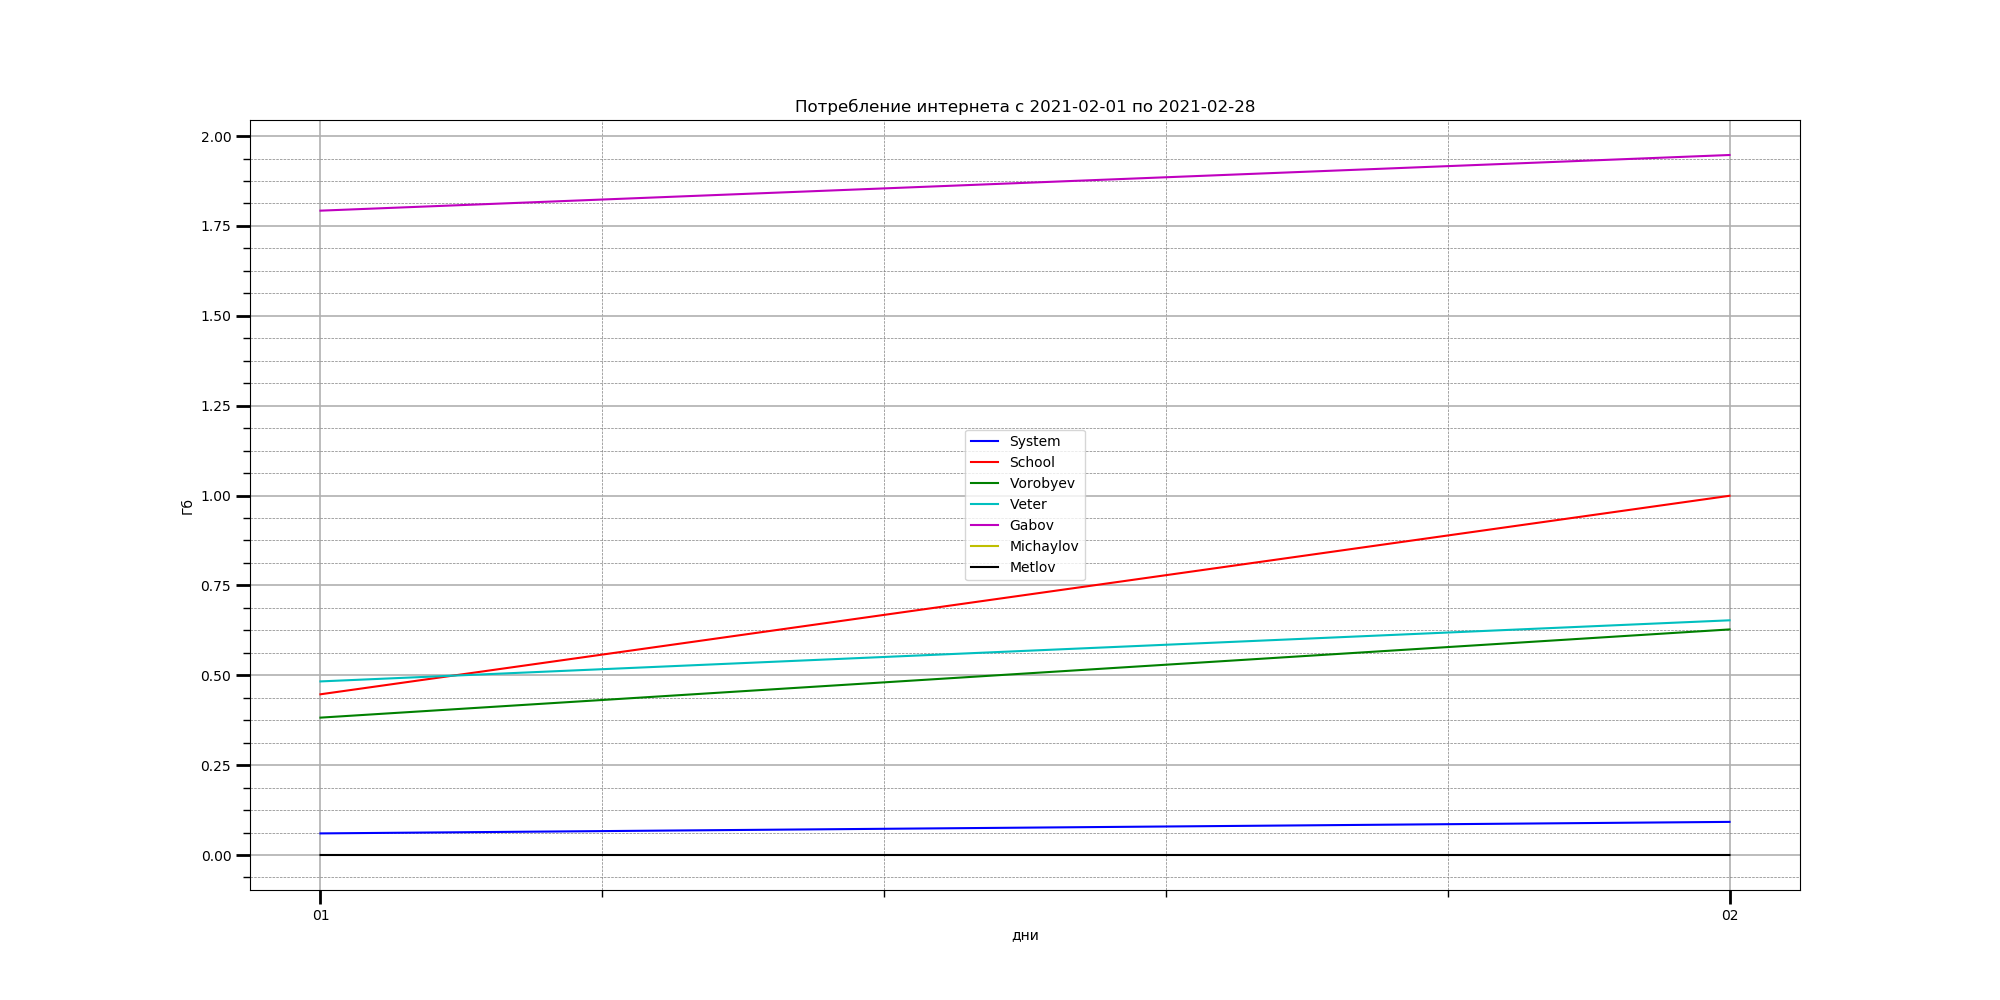 Потребление интернета с 2021-02-01 по 2021-02-28
2.00
1.75
1.50
1.25
1.00
0.75
0.50
0.25
0.00
Гб
System
School
Vorobyev
Veter
Gabov
Michaylov
Metlov
01
02
дни